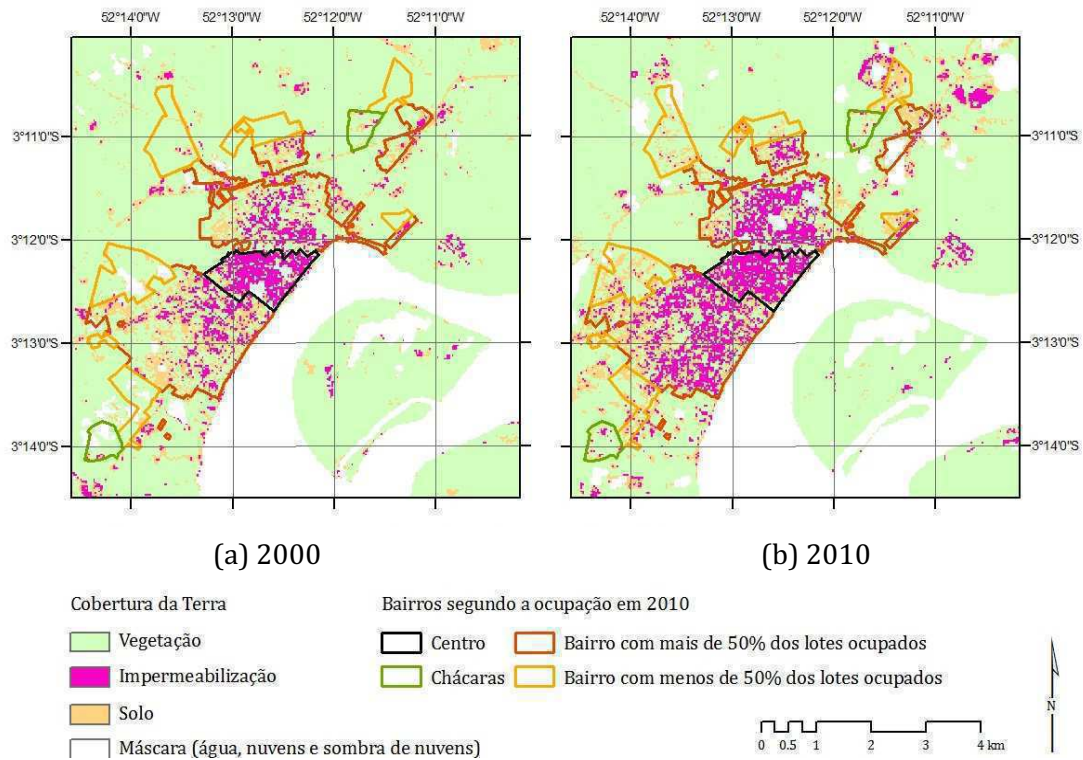 52°14'0"W 52°13'0"W 52°12'0"W 52°11'0"W 52°14'0"W 52°13'0"W 52°12'0"W 52°11'0"W
3°11'0"S 3°11'0"S
3°12'0"S 3°12'0"S
3°13'0"S 3°13'0"S
3°14'0"S 3°14'0"S
(a) 2000 (b) 2010
Cobertura da Terra Bairros segundo a ocupação em 2010
Vegetação Centro Bairro com mais de 50% dos lotes ocupados
Impermeabilização Chácaras Bairro com menos de 50% dos lotes ocupados
Solo
Máscara (água, nuvens e sombra de nuvens)
N
0 0.5 1 2 3 4 km